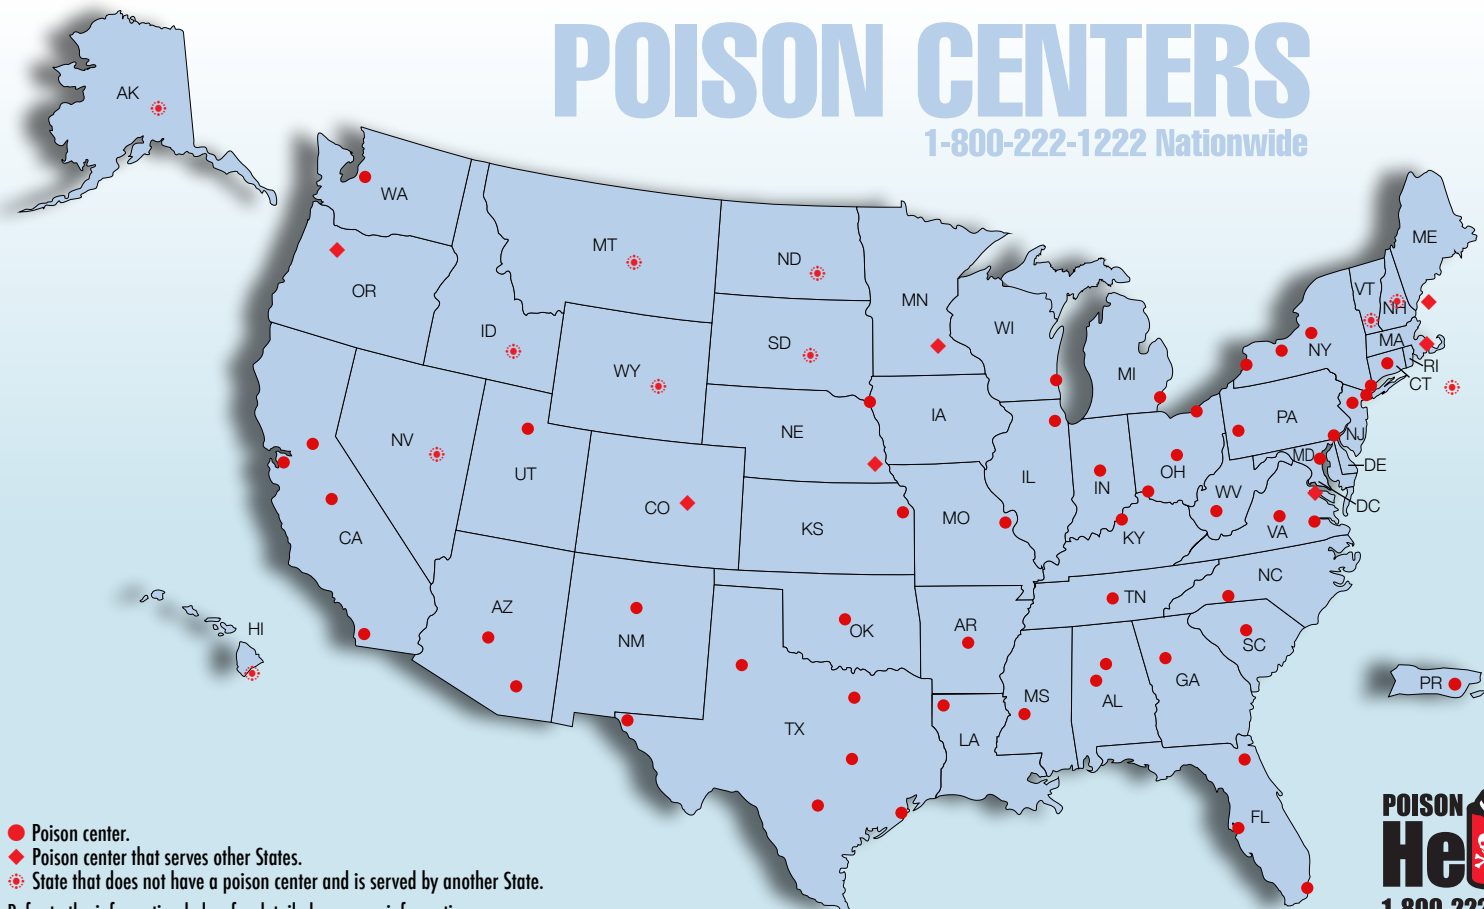 POISON CENTERS
1-800-222-1222 Nationwide
AK
WA
MT
ND
MN
ME
VT
NH
OR
ID
SD
WI
NY
MA
RI
CT
WY
MI
IA
NE
PA
NJ
NV
UT
CO
IL
IN
OH
MD
DE
WV
DC
CA
KS
MO
KY
VA
HI
AZ
NM
OK
AR
TN
NC
SC
MS
AL
GA
PR
TX
LA
FL
Poison center.
Poison center that serves other States.
State that does not have a poison center and is served by another State.
POISON
He